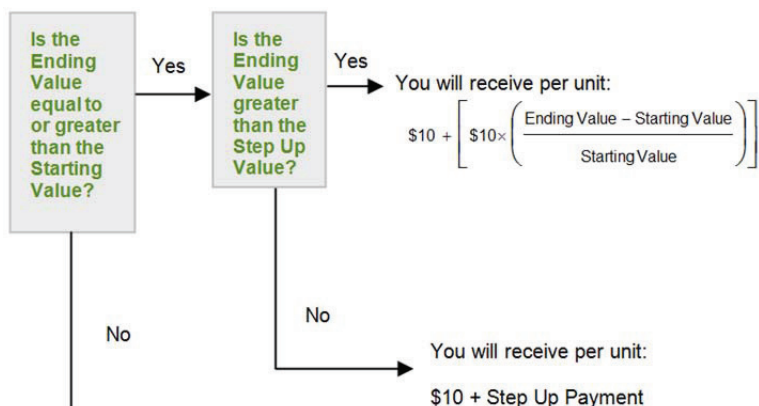 Is the
Ending
Value
equal to
or greater
than the
Starting
Value?
Yes
Is the
Ending
Value
greater
than the
Step Up
Value?
Yes
You will receive per unit:
$10 + [ $10× ( Ending Value – Starting Value
Starting Value ) ]
No
No
You will receive per unit:
$10 + Step Up Payment